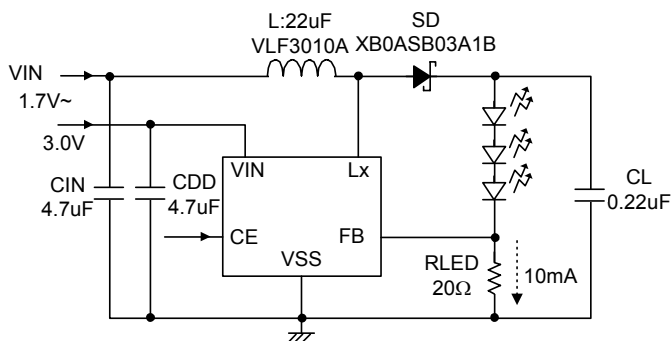 L:22uF
VLF3010A
SD
XB0ASB03A1B
VIN
1.7V~
3.0V
VIN
Lx
CIN
4.7uF
CDD
4.7uF
CE
FB
VSS
RLED
20Ω
10mA
CL
0.22uF